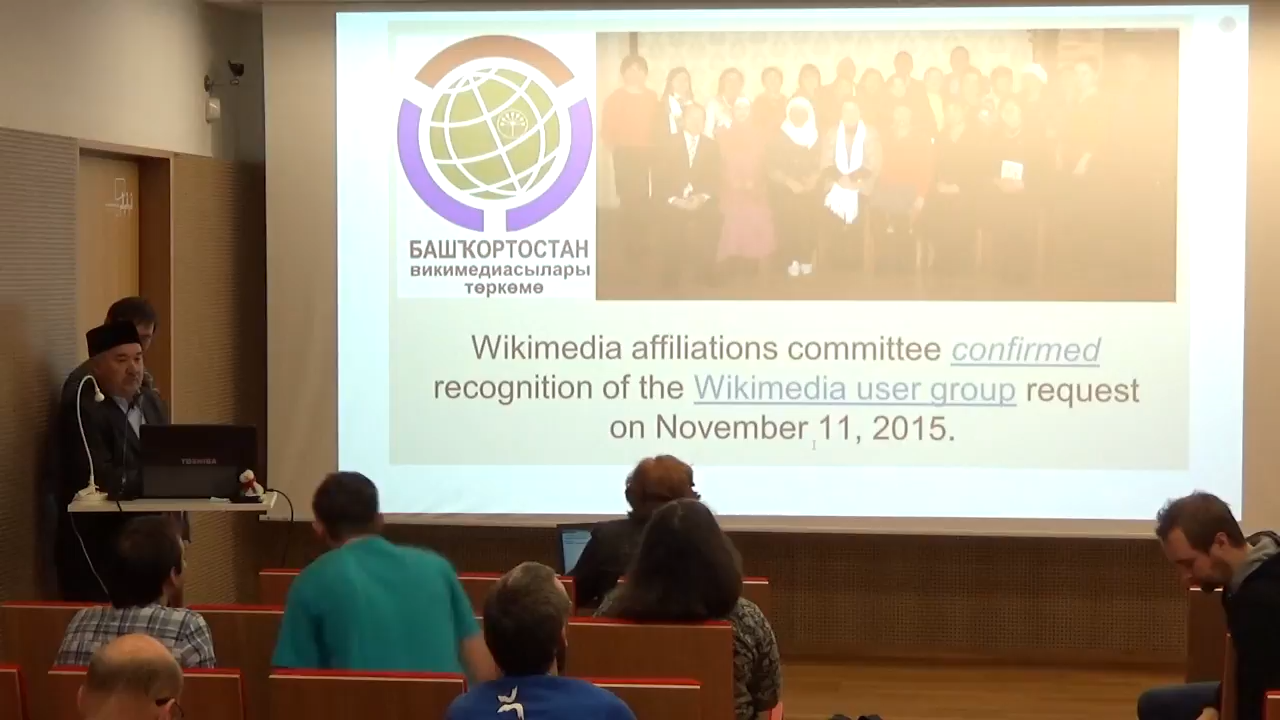 БАШҠОРТОСТАН
викимедиасылары
төркөмө
Wikimedia affiliations committee confirmed
recognition of the Wikimedia user group request
on November 11, 2015.
TOSHIBA